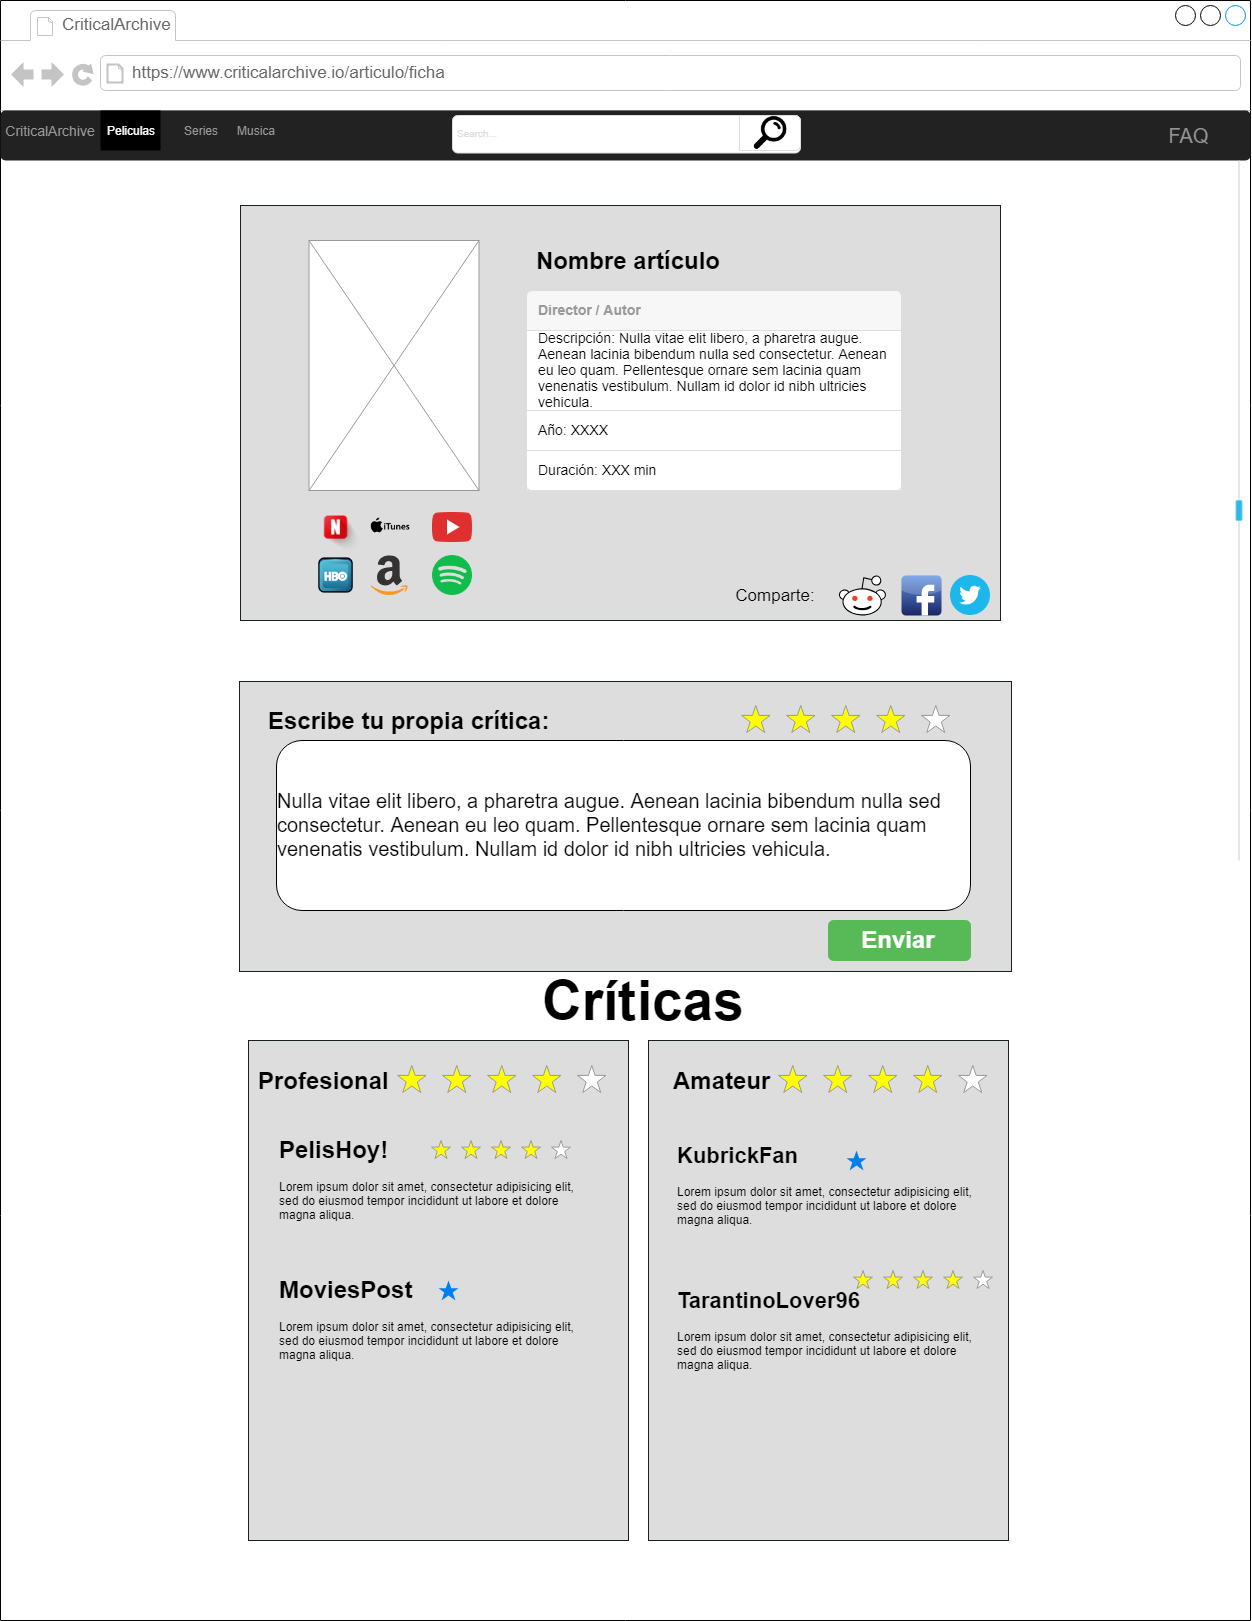 CriticalArchive
https://www.criticalarchive.io/articulo/ficha
CriticalArchive Peliculas Series Musica Search... FAQ
Nombre artículo
Director / Autor
Descripción: Nulla vitae elit libero, a pharetra augue.
Aenean lacinia bibendum nulla sed consectetur. Aenean
eu leo quam. Pellentesque ornare sem lacinia quam
venenatis vestibulum. Nullam id dolor id nibh ultricies
vehicula.
Año: XXXX
Duración: XXX min
N iTunes
HBO a
Comparte: f
Escribe tu propia crítica:
Nulla vitae elit libero, a pharetra augue. Aenean lacinia bibendum nulla sed
consectetur. Aenean eu leo quam. Pellentesque ornare sem lacinia quam
venenatis vestibulum. Nullam id dolor id nibh ultricies vehicula.
Enviar
Críticas
Profesional
PelisHoy!
Lorem ipsum dolor sit amet, consectetur adipisicing elit,
sed do eiusmod tempor incididunt ut labore et dolore
magna aliqua.
MoviesPost
Lorem ipsum dolor sit amet, consectetur adipisicing elit,
sed do eiusmod tempor incididunt ut labore et dolore
magna aliqua.
Amateur
KubrickFan
Lorem ipsum dolor sit amet, consectetur adipisicing elit,
sed do eiusmod tempor incididunt ut labore et dolore
magna aliqua.
TarantinoLover96
Lorem ipsum dolor sit amet, consectetur adipisicing elit,
sed do eiusmod tempor incididunt ut labore et dolore
magna aliqua.